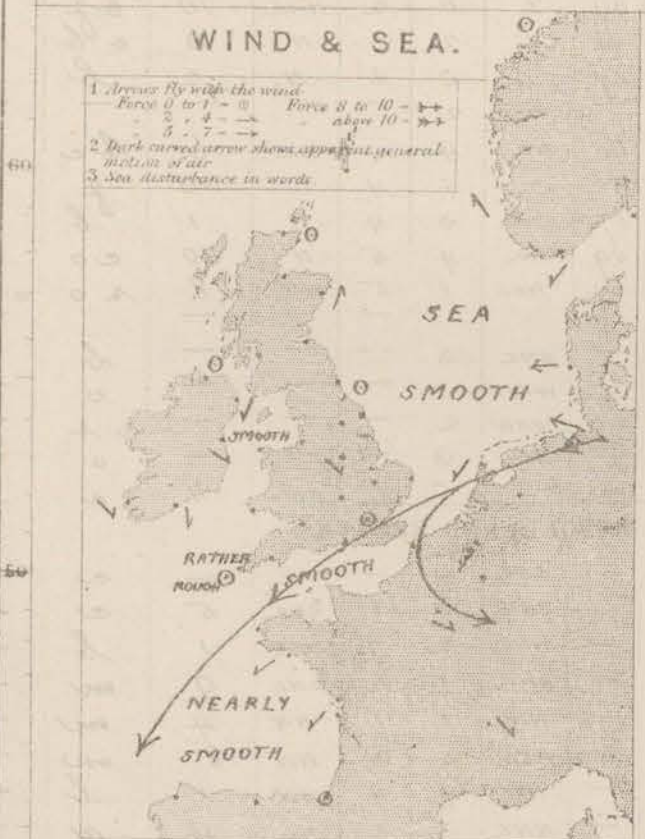 WIND & SEA.
1 Arrows fly with the wind
Force 0 to 1 - ⊙ Force 8 to 10 -
" 2 " 4 - " above 10 -
" 5 " 7 -
2 Dark curved arrow shows apparent general
motion of air
3 Sea disturbance in words
60
SEA
SMOOTH
SMOOTH
50
RATHER
ROUGH
SMOOTH
NEARLY
SMOOTH